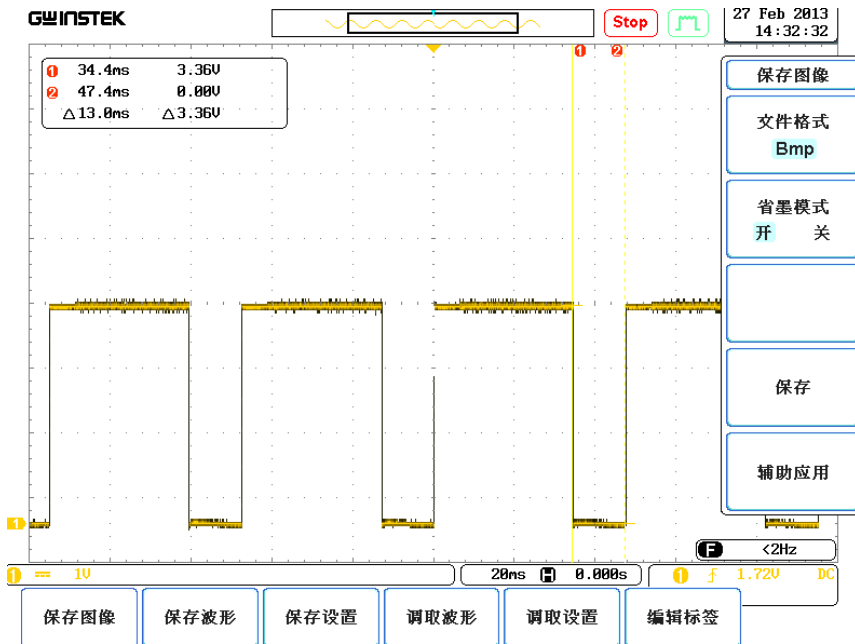 GWINSTEK
Stop
27 Feb 2013
14:32:32
1 34.4ms 3.36V
2 47.4ms 0.00V
△13.0ms △3.36V
1 2
保存图像
文件格式
Bmp
省墨模式
开 关
保存
辅助应用
1
F <2Hz
1 1V
20ms H 0.000s
1 1.72V DC
保存图像 保存波形 保存设置 调取波形 调取设置 编辑标签